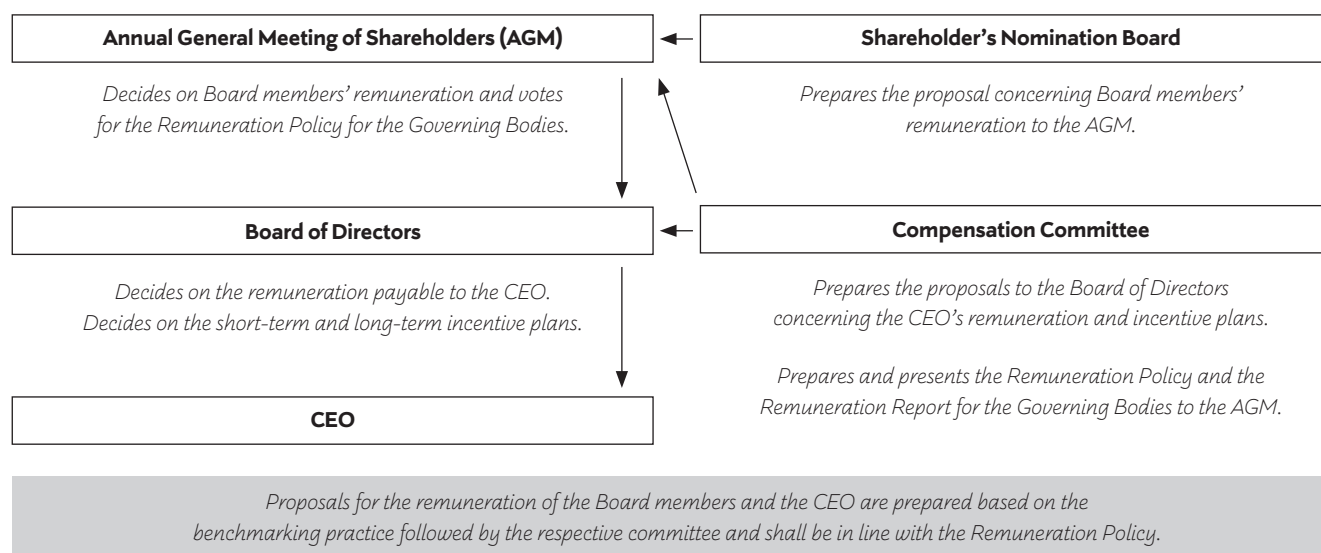 Annual General Meeting of Shareholders (AGM)
Decides on Board members’ remuneration and votes
for the Remuneration Policy for the Governing Bodies.
Shareholder’s Nomination Board
Prepares the proposal concerning Board members’
remuneration to the AGM.
Board of Directors
Decides on the remuneration payable to the CEO.
Decides on the short-term and long-term incentive plans.
Compensation Committee
Prepares the proposals to the Board of Directors
concerning the CEO’s remuneration and incentive plans.
Prepares and presents the Remuneration Policy and the
Remuneration Report for the Governing Bodies to the AGM.
CEO
Proposals for the remuneration of the Board members and the CEO are prepared based on the
benchmarking practice followed by the respective committee and shall be in line with the Remuneration Policy.